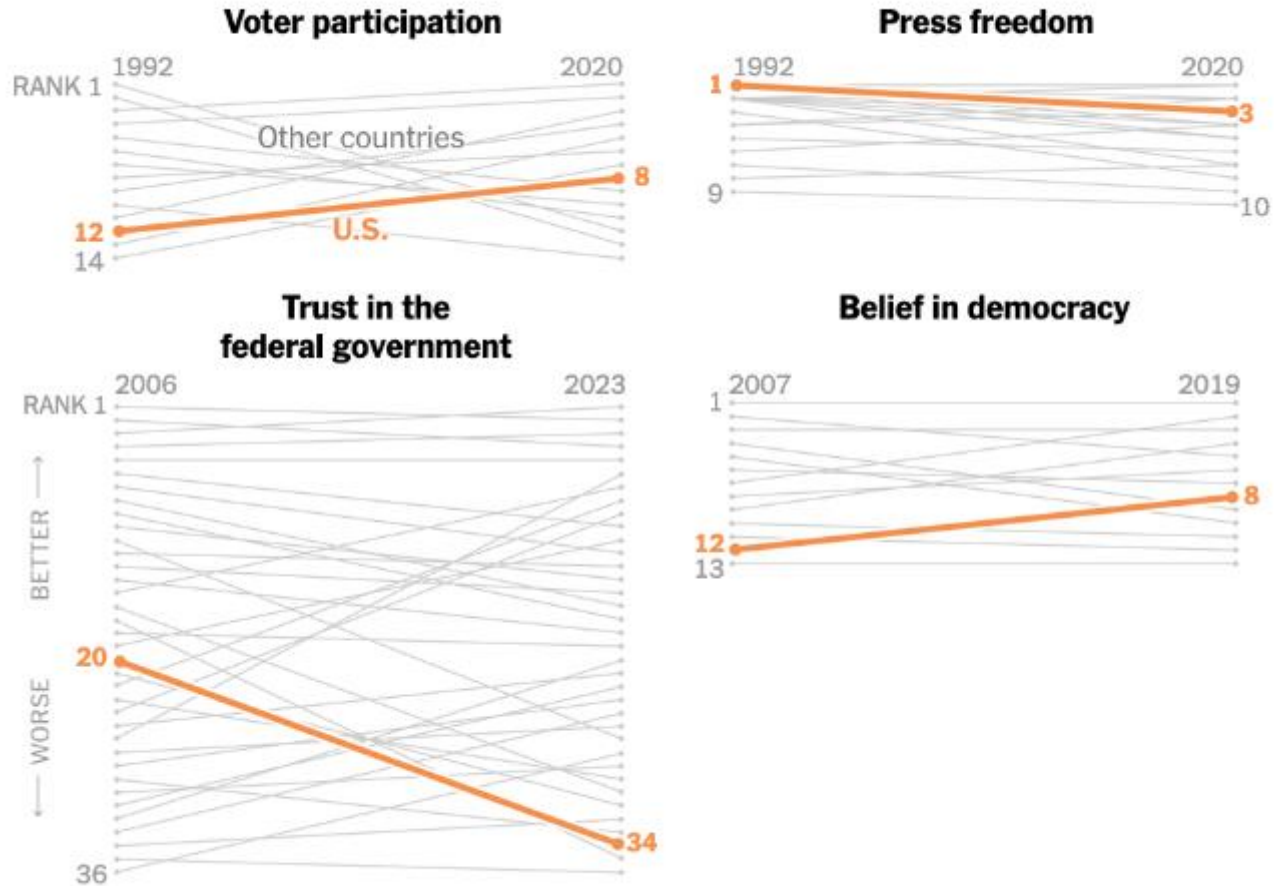 Voter participation
1992
2020
RANK 1
Other countries
8
12
U.S.
14
Press freedom
1992
2020
1
3
9
10
Trust in the
federal government
2006
2023
RANK 1
BETTER
20
WORSE
34
36
Belief in democracy
2007
2019
1
8
12
13